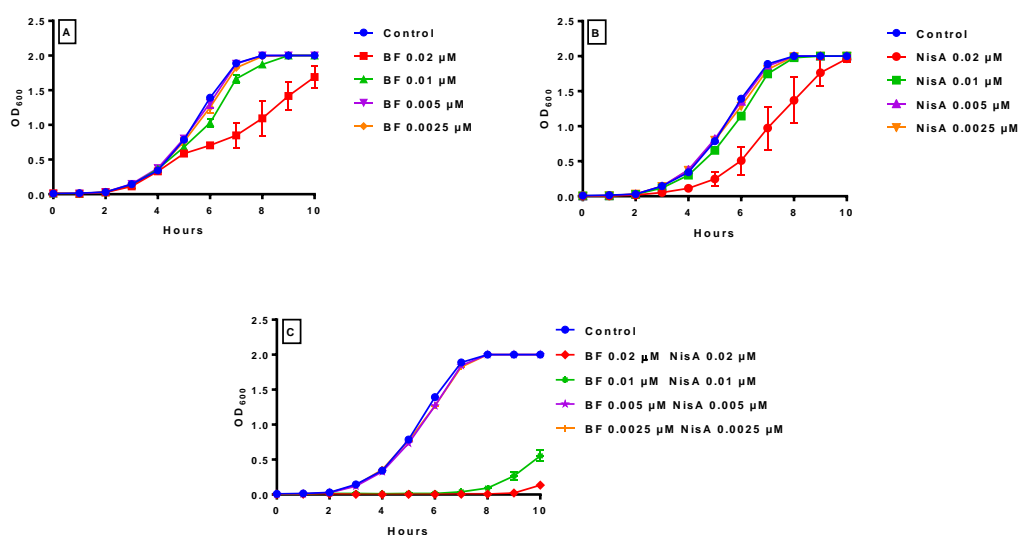 A
2.5
2.0
1.5
1.0
0.5
0.0
OD600
0 2 4 6 8 10
Hours
Control
BF 0.02 µM
BF 0.01 µM
BF 0.005 µM
BF 0.0025 µM
B
2.5
2.0
1.5
1.0
0.5
0.0
OD600
0 2 4 6 8 10
Hours
Control
NisA 0.02 µM
NisA 0.01 µM
NisA 0.005 µM
NisA 0.0025 µM
C
2.5
2.0
1.5
1.0
0.5
0.0
OD600
0 2 4 6 8 10
Hours
Control
BF 0.02 µM NisA 0.02 µM
BF 0.01 µM NisA 0.01 µM
BF 0.005 µM NisA 0.005 µM
BF 0.0025 µM NisA 0.0025 µM